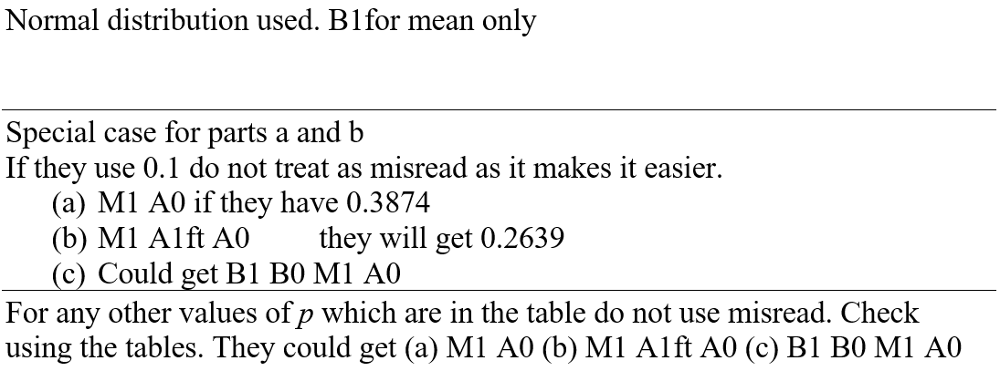 Normal distribution used. B1for mean only
Special case for parts a and b
If they use 0.1 do not treat as misread as it makes it easier.
(a) M1 A0 if they have 0.3874
(b) M1 A1ft A0 they will get 0.2639
(c) Could get B1 B0 M1 A0
For any other values of p which are in the table do not use misread. Check
using the tables. They could get (a) M1 A0 (b) M1 A1ft A0 (c) B1 B0 M1 A0